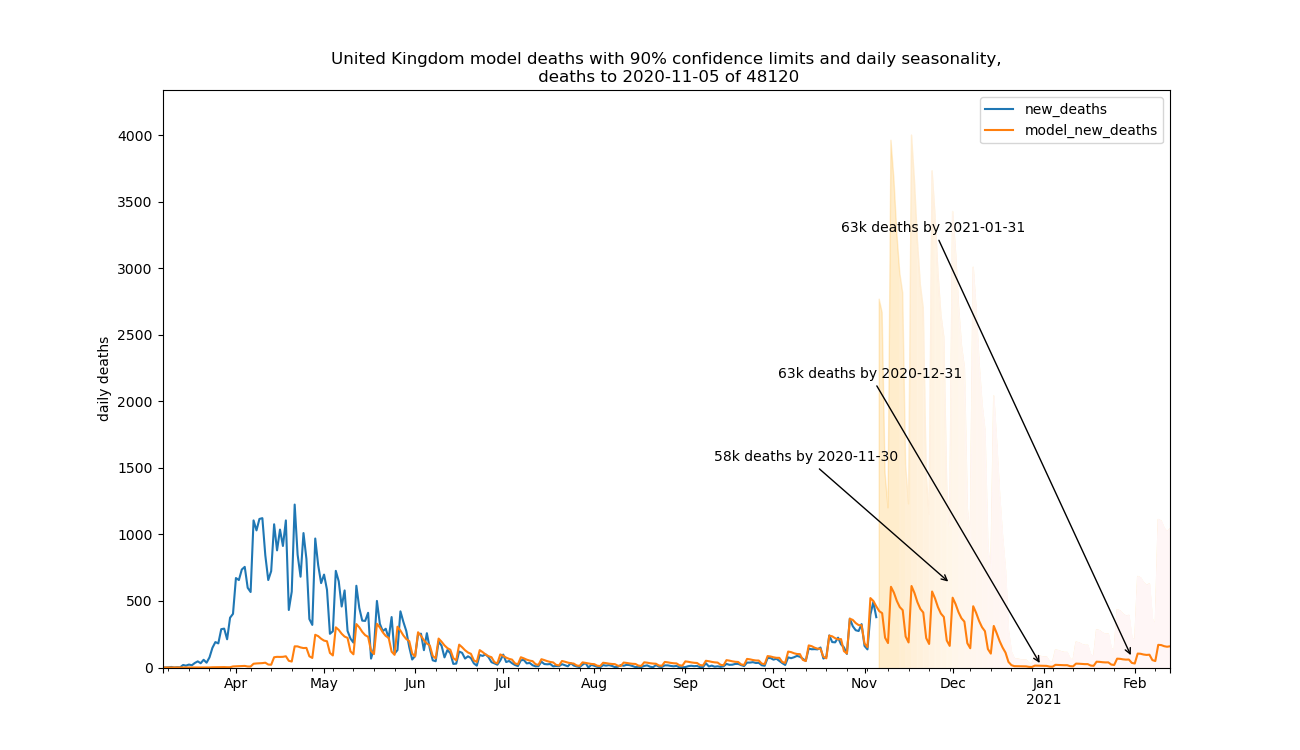 United Kingdom model deaths with 90% confidence limits and daily seasonality,
deaths to 2020-11-05 of 48120
new_deaths
model_new_deaths
daily deaths
4000
3500
3000
2500
2000
1500
1000
500
0
63k deaths by 2021-01-31
63k deaths by 2020-12-31
58k deaths by 2020-11-30
Apr May Jun Jul Aug Sep Oct Nov Dec Jan Feb
2021